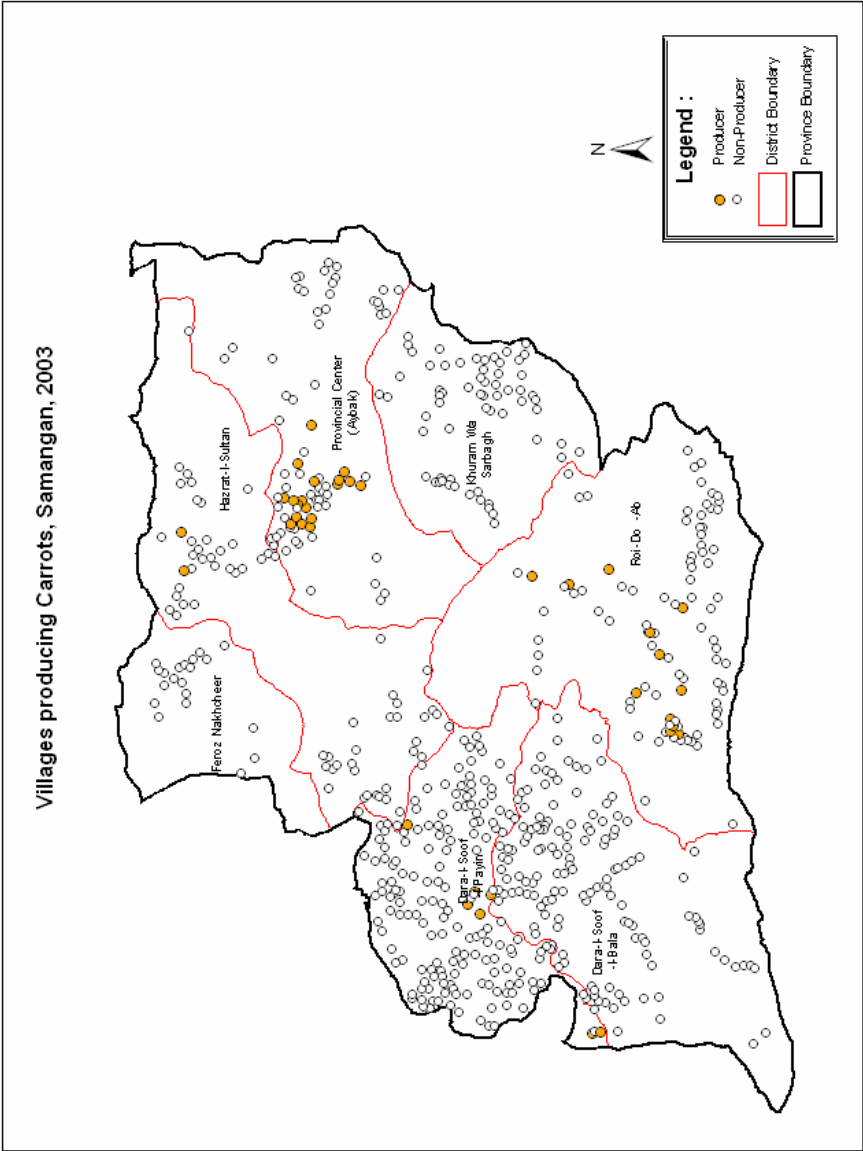 Villages producing Carrots, Samangan, 2003
Feroz Nakhcheer
Hazrat-I-Sultan
Provincial Center
(Aybak)
Khuram Wa
Sarbagh
Dara-I-Soof
-I-Payin
Dara-I-Soof
-I-Bala
Roi-Do -Ab
N
Legend :
Producer
Non-Producer
District Boundary
Province Boundary